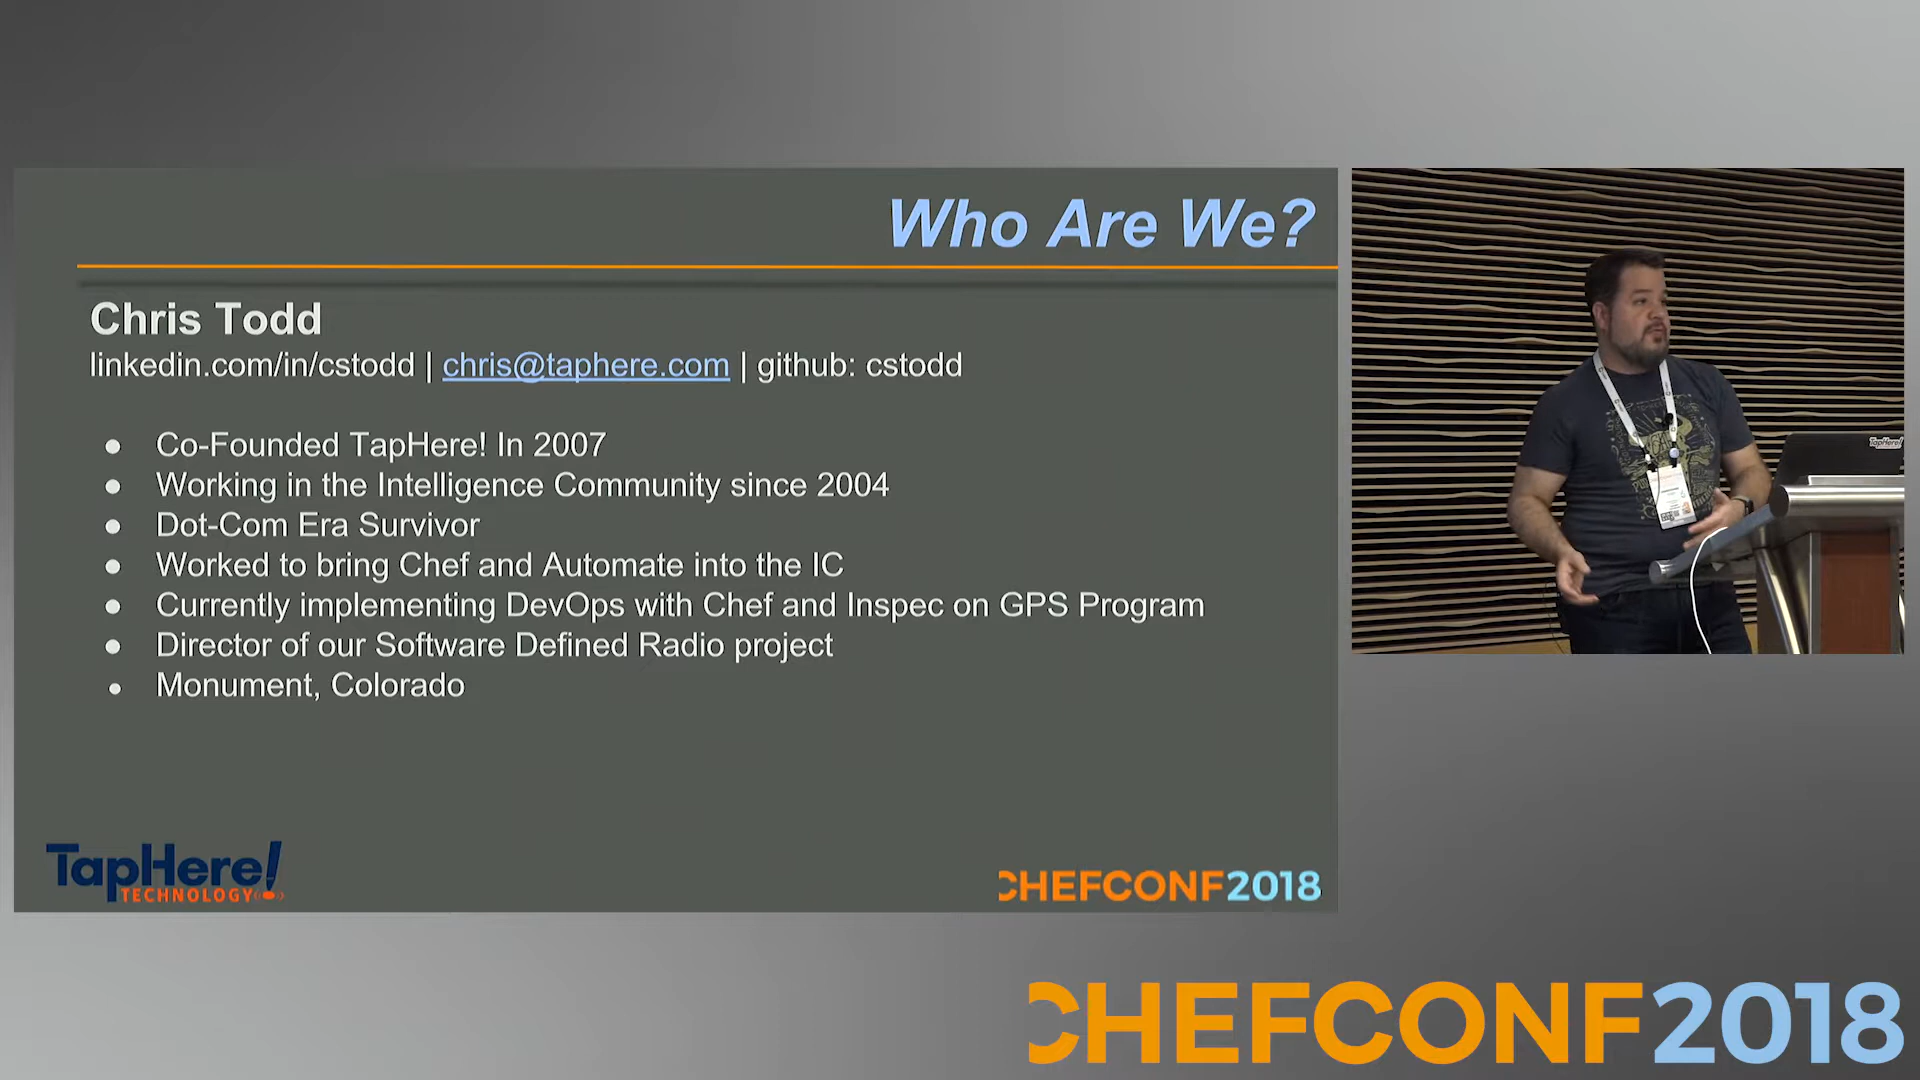 Who Are We?
Chris Todd
linkedin.com/in/cstodd | chris@taphere.com | github: cstodd
● Co-Founded TapHere! In 2007
● Working in the Intelligence Community since 2004
● Dot-Com Era Survivor
● Worked to bring Chef and Automate into the IC
● Currently implementing DevOps with Chef and Inspec on GPS Program
● Director of our Software Defined Radio project
● Monument, Colorado
TapHere!
TECHNOLOGY
CHEFCONF2018
TapHere!
CHEFCONF2018